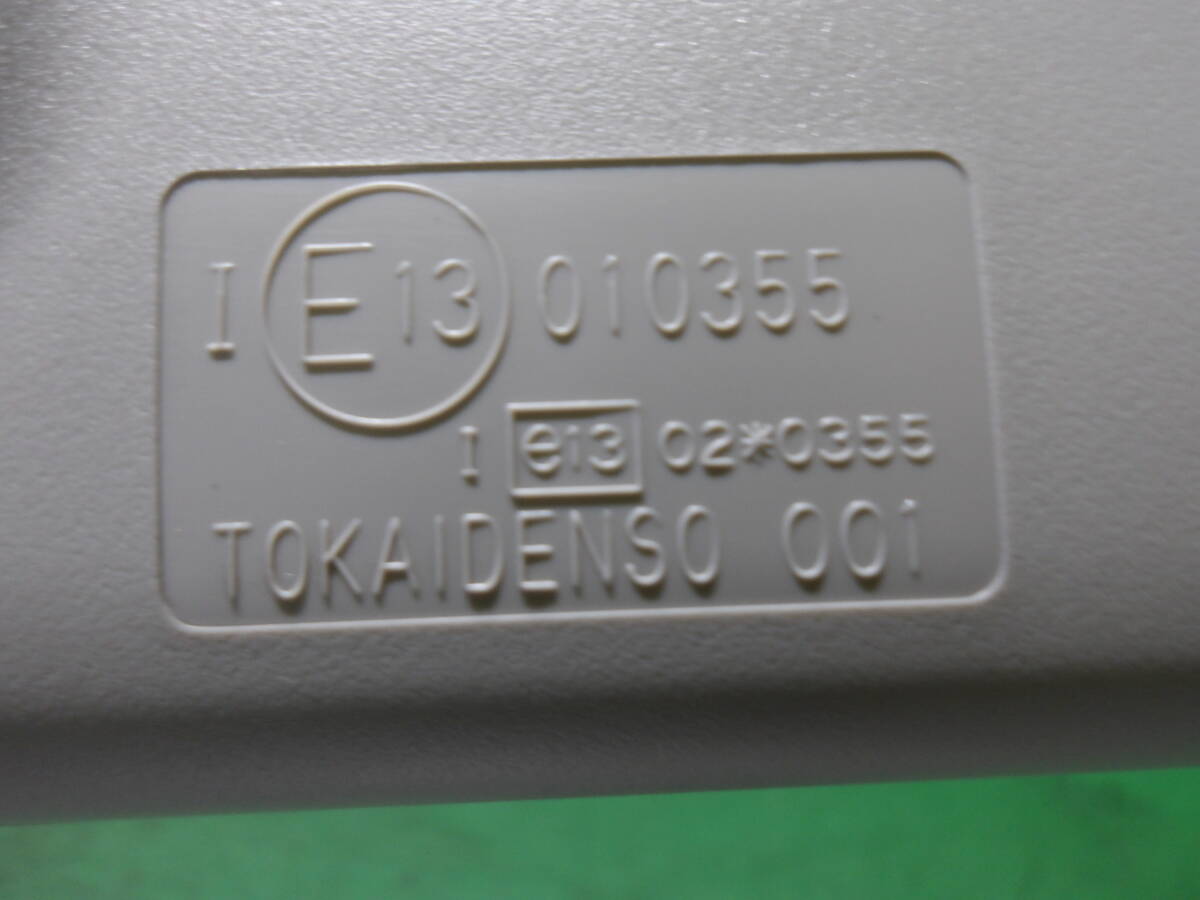 I E13 010355
I e13 02*0355
TOKAIDENSO 001